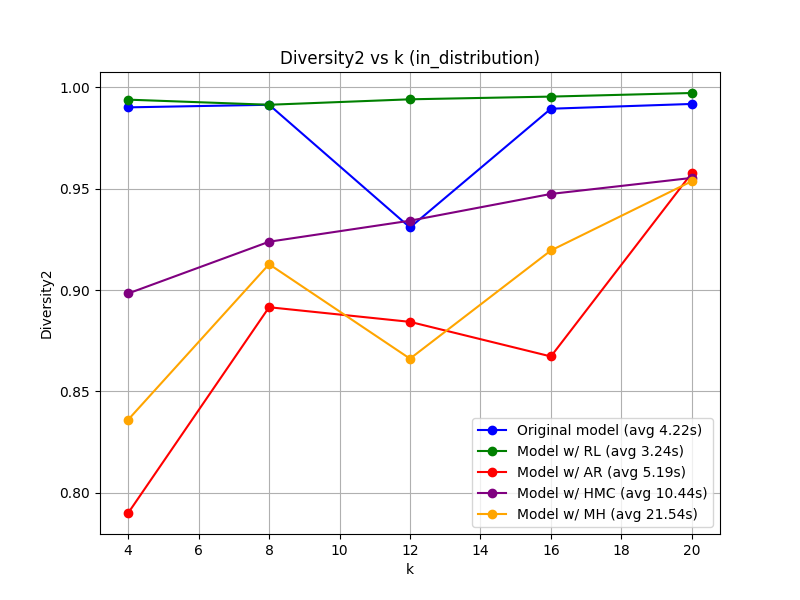 Diversity2 vs k (in_distribution)
1.00
0.95
0.90
0.85
0.80
Diversity2
4 6 8 10 12 14 16 18 20
k
Original model (avg 4.22s)
Model w/ RL (avg 3.24s)
Model w/ AR (avg 5.19s)
Model w/ HMC (avg 10.44s)
Model w/ MH (avg 21.54s)